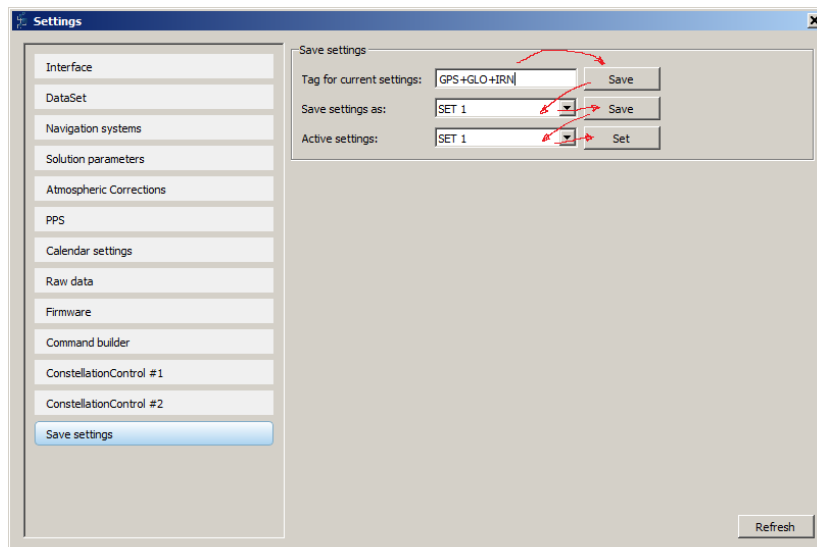 Settings
Interface
DataSet
Navigation systems
Solution parameters
Atmospheric Corrections
PPS
Calendar settings
Raw data
Firmware
Command builder
ConstellationControl #1
ConstellationControl #2
Save settings
Save settings
Tag for current settings: GPS+GLO+IRN Save
Save settings as: SET 1 Save
Active settings: SET 1 Set
Refresh